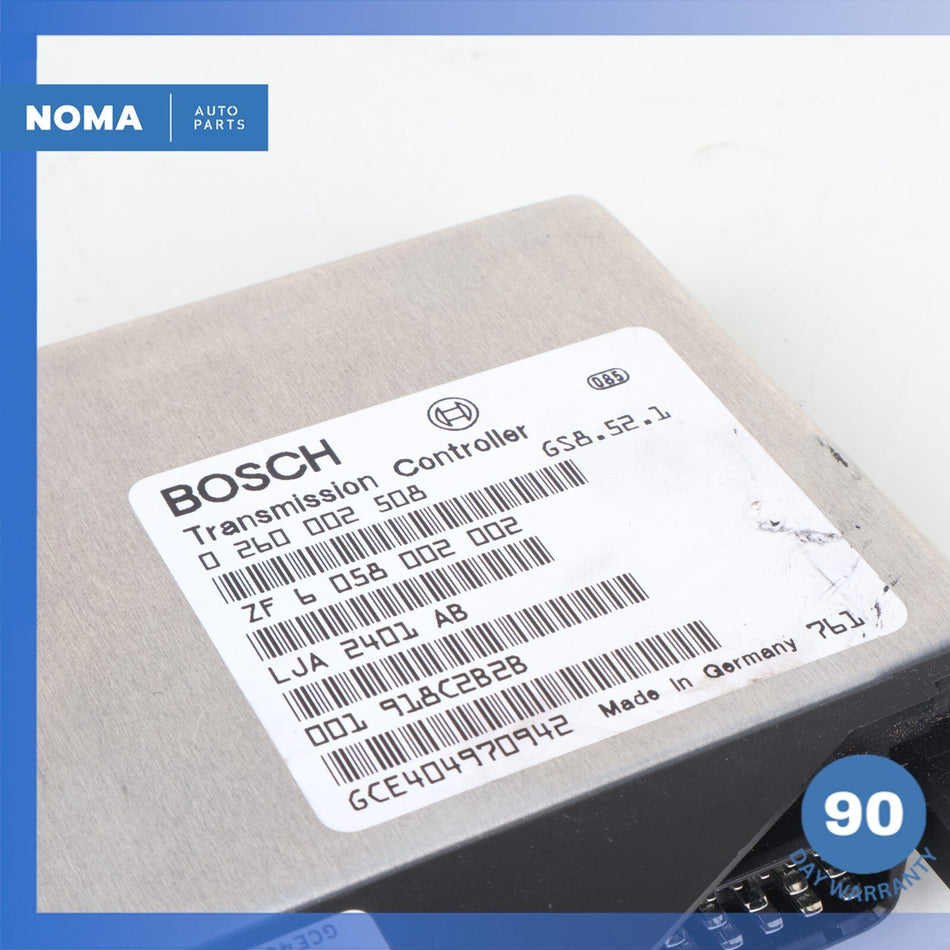 NOMA
AUTO
PARTS
085
BOSCH
Transmission Controller GS8.52.1
0 260 002 508
ZF 6 058 002 002
LJA 2401 AB
001 918C2B2B
GCE404970942 Made In Germany 761
90
DAY WARRANTY